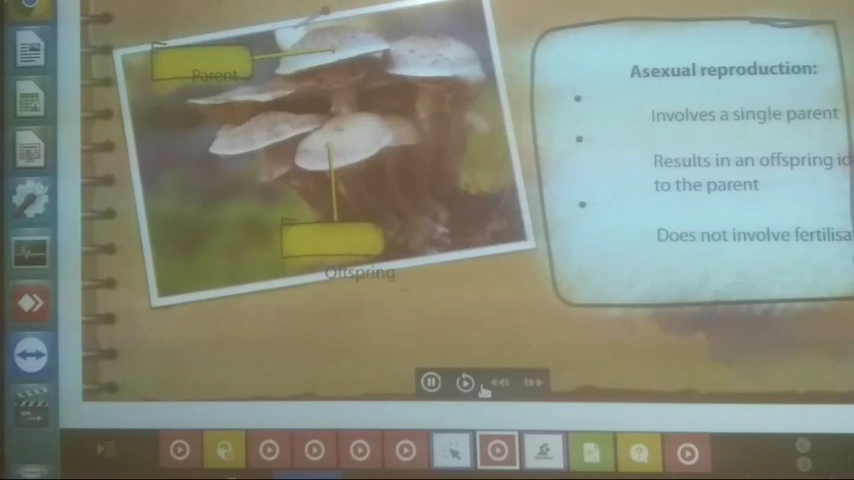 Parent
Offspring
Asexual reproduction:
Involves a single parent
Results in an offspring id
to the parent
Does not involve fertilisa